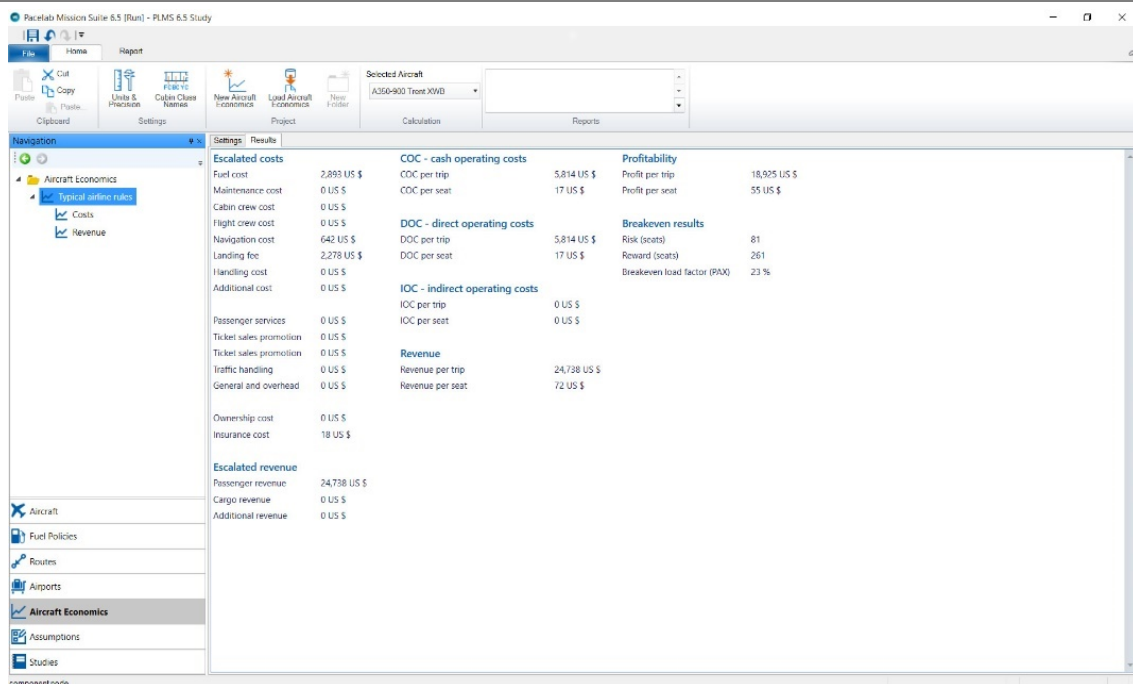 Pacelab Mission Suite 6.5 [Run] - PLMS 6.5 Study
File Home Report
Cut
Copy
Paste...
Paste
Units & Precision
Cabin Class Names
New Aircraft Economics
Load Aircraft Economics
New Folder
Selected Aircraft
A350-900 Trent XWB
Clipboard Settings Project Calculation Reports
Navigation
Aircraft Economics
Typical airline rules
Costs
Revenue
Aircraft
Fuel Policies
Routes
Airports
Aircraft Economics
Assumptions
Studies
Settings Results
Escalated costs
Fuel cost 2,893 US $
Maintenance cost 0 US $
Cabin crew cost 0 US $
Flight crew cost 0 US $
Navigation cost 642 US $
Landing fee 2,278 US $
Handling cost 0 US $
Additional cost 0 US $
Passenger services 0 US $
Ticket sales promotion 0 US $
Ticket sales promotion 0 US $
Traffic handling 0 US $
General and overhead 0 US $
Ownership cost 0 US $
Insurance cost 18 US $
Escalated revenue
Passenger revenue 24,738 US $
Cargo revenue 0 US $
Additional revenue 0 US $
COC - cash operating costs
COC per trip 5,814 US $
COC per seat 17 US $
DOC - direct operating costs
DOC per trip 5,814 US $
DOC per seat 17 US $
IOC - indirect operating costs
IOC per trip 0 US $
IOC per seat 0 US $
Revenue
Revenue per trip 24,738 US $
Revenue per seat 72 US $
Profitability
Profit per trip 18,925 US $
Profit per seat 55 US $
Breakeven results
Risk (seats) 81
Reward (seats) 261
Breakeven load factor (PAX) 23 %